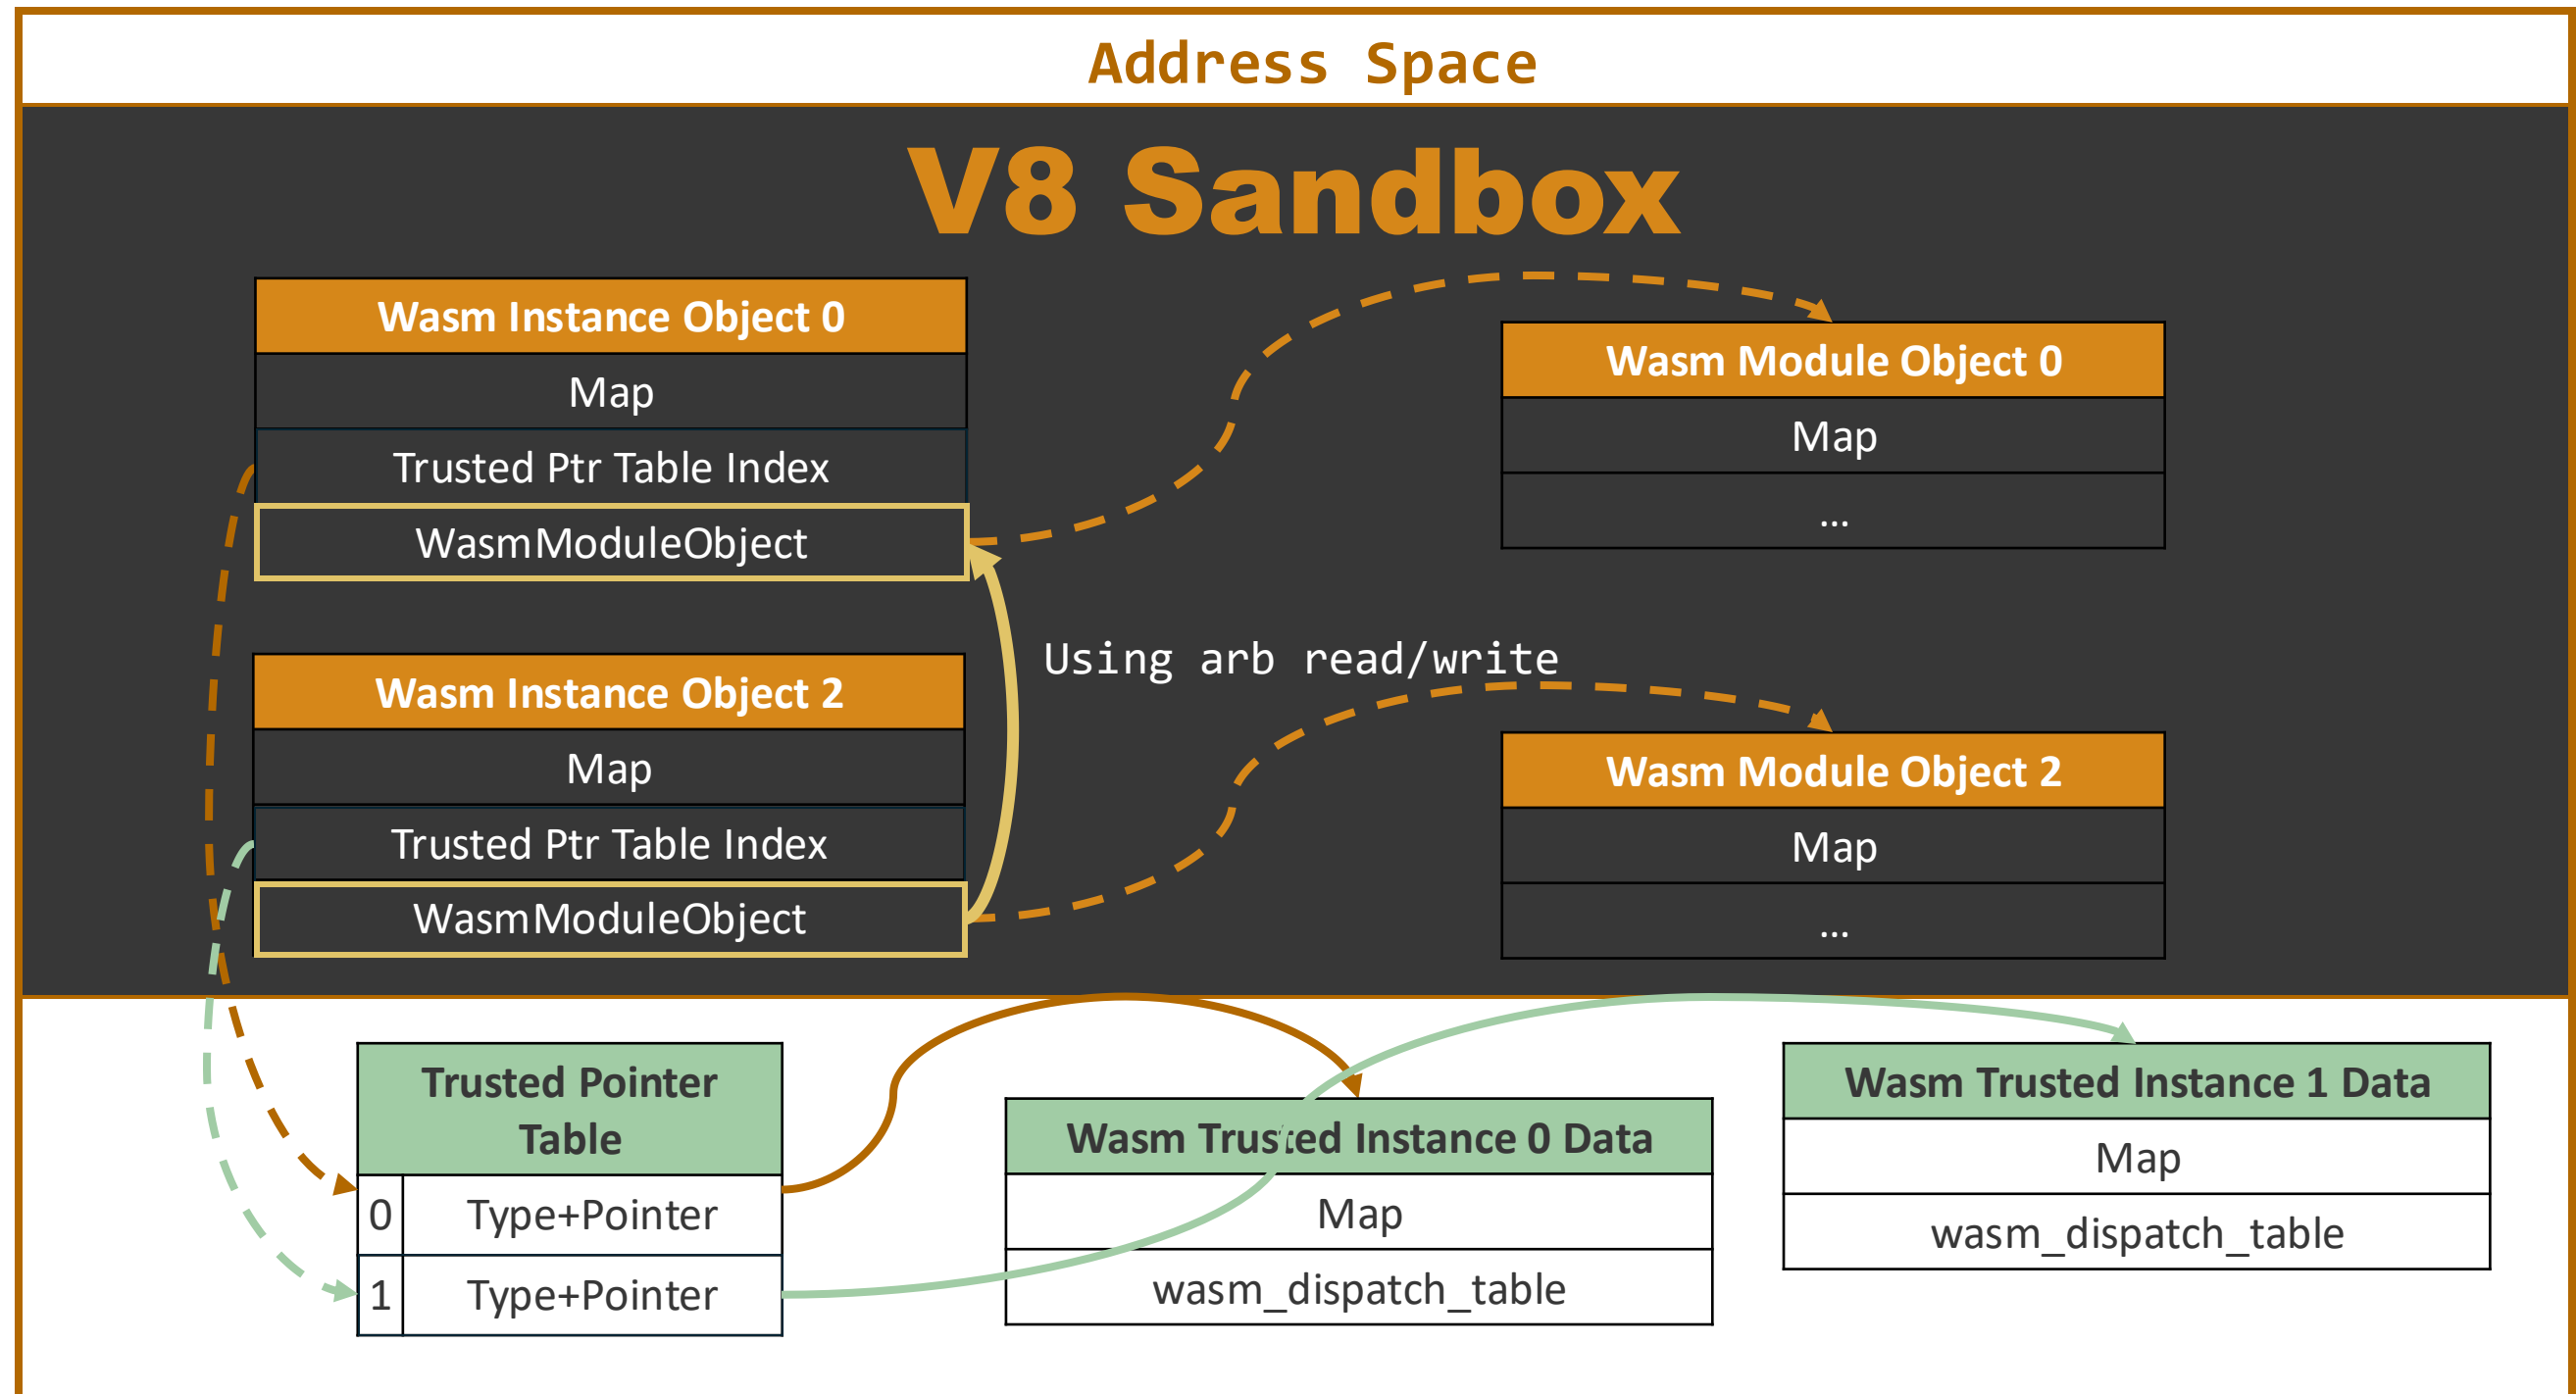 Address Space
V8 Sandbox
Wasm Instance Object 0
Map
Trusted Ptr Table Index
WasmModuleObject
Wasm Module Object 0
Map
...
Using arb read/write
Wasm Instance Object 2
Map
Trusted Ptr Table Index
WasmModuleObject
Wasm Module Object 2
Map
...
Trusted Pointer
Table
0 Type+Pointer
1 Type+Pointer
Wasm Trusted Instance 0 Data
Map
wasm_dispatch_table
Wasm Trusted Instance 1 Data
Map
wasm_dispatch_table